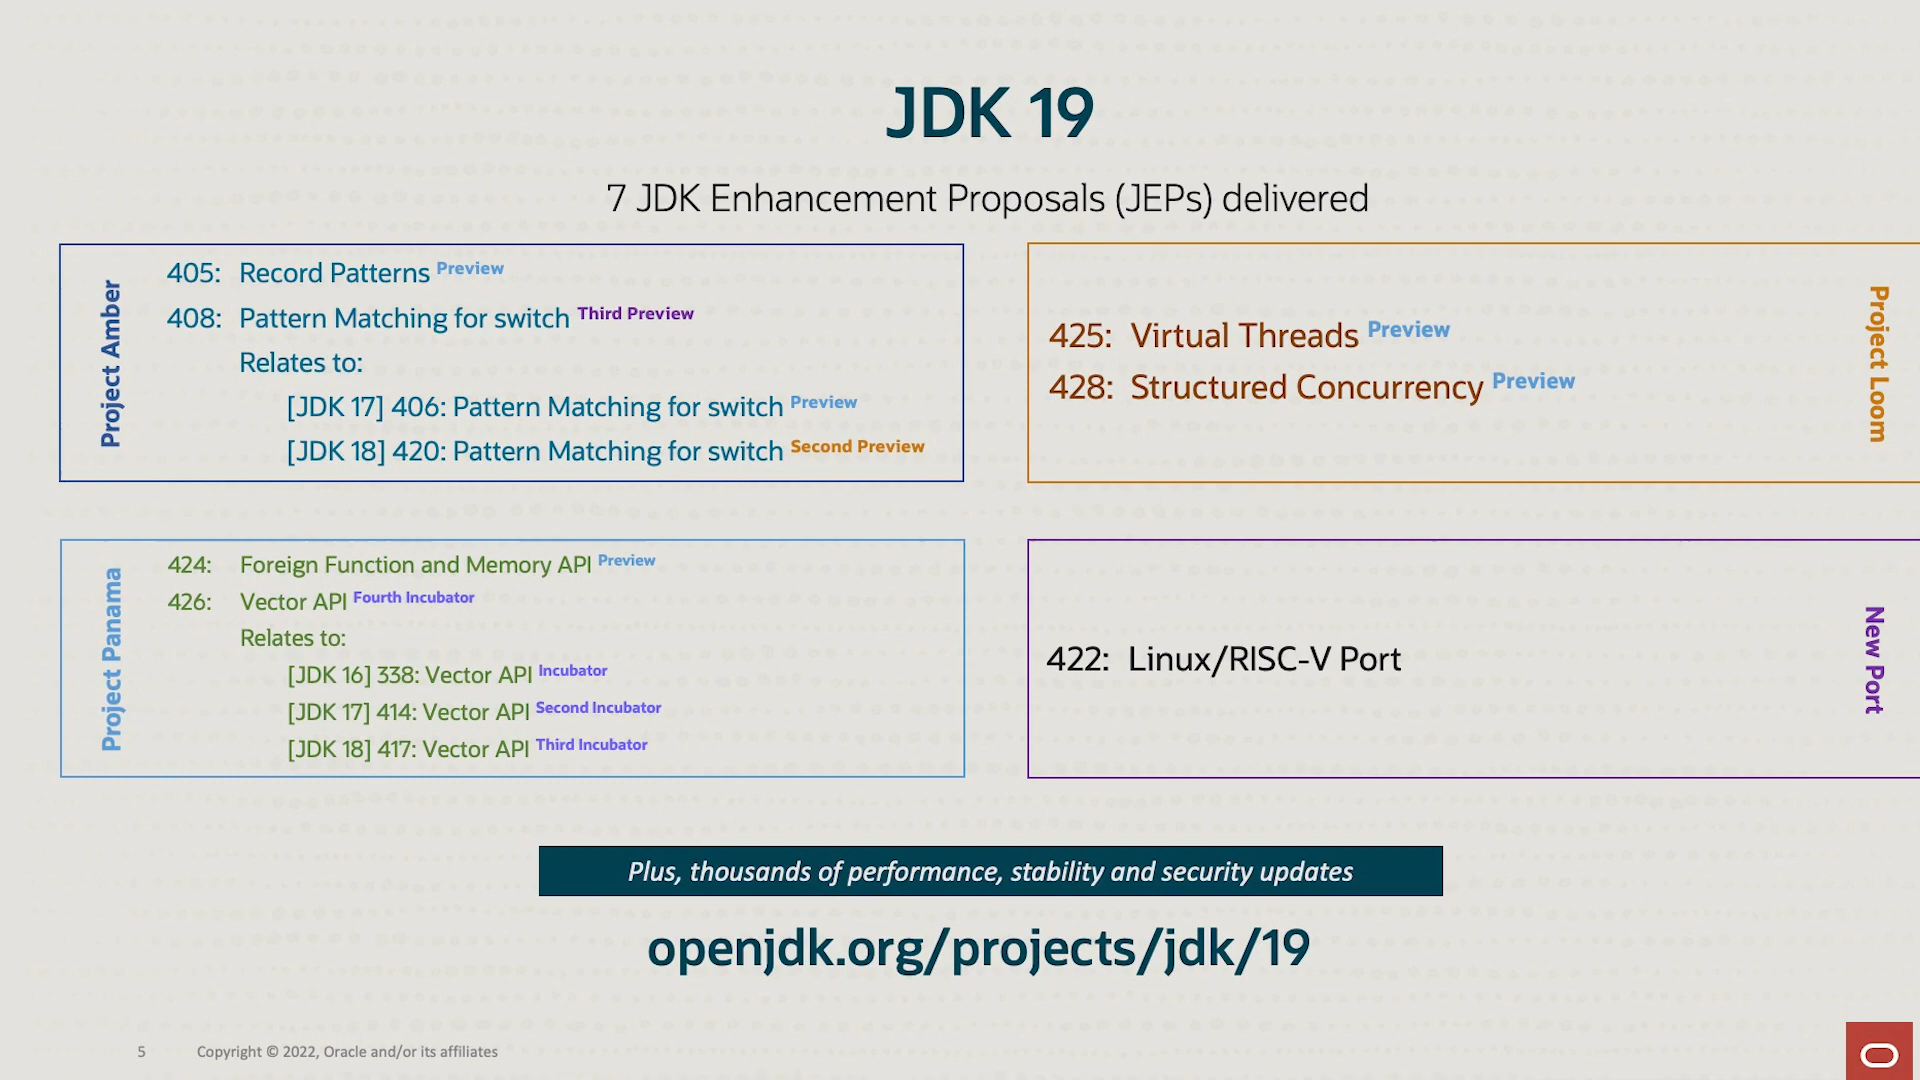 JDK 19
7 JDK Enhancement Proposals (JEPs) delivered
Project Amber
405: Record Patterns Preview
408: Pattern Matching for switch Third Preview
Relates to:
[JDK 17] 406: Pattern Matching for switch Preview
[JDK 18] 420: Pattern Matching for switch Second Preview
425: Virtual Threads Preview
428: Structured Concurrency Preview
Project Loom
Project Panama
424: Foreign Function and Memory API Preview
426: Vector API Fourth Incubator
Relates to:
[JDK 16] 338: Vector API Incubator
[JDK 17] 414: Vector API Second Incubator
[JDK 18] 417: Vector API Third Incubator
422: Linux/RISC-V Port
New Port
Plus, thousands of performance, stability and security updates
openjdk.org/projects/jdk/19
5 Copyright © 2022, Oracle and/or its affiliates